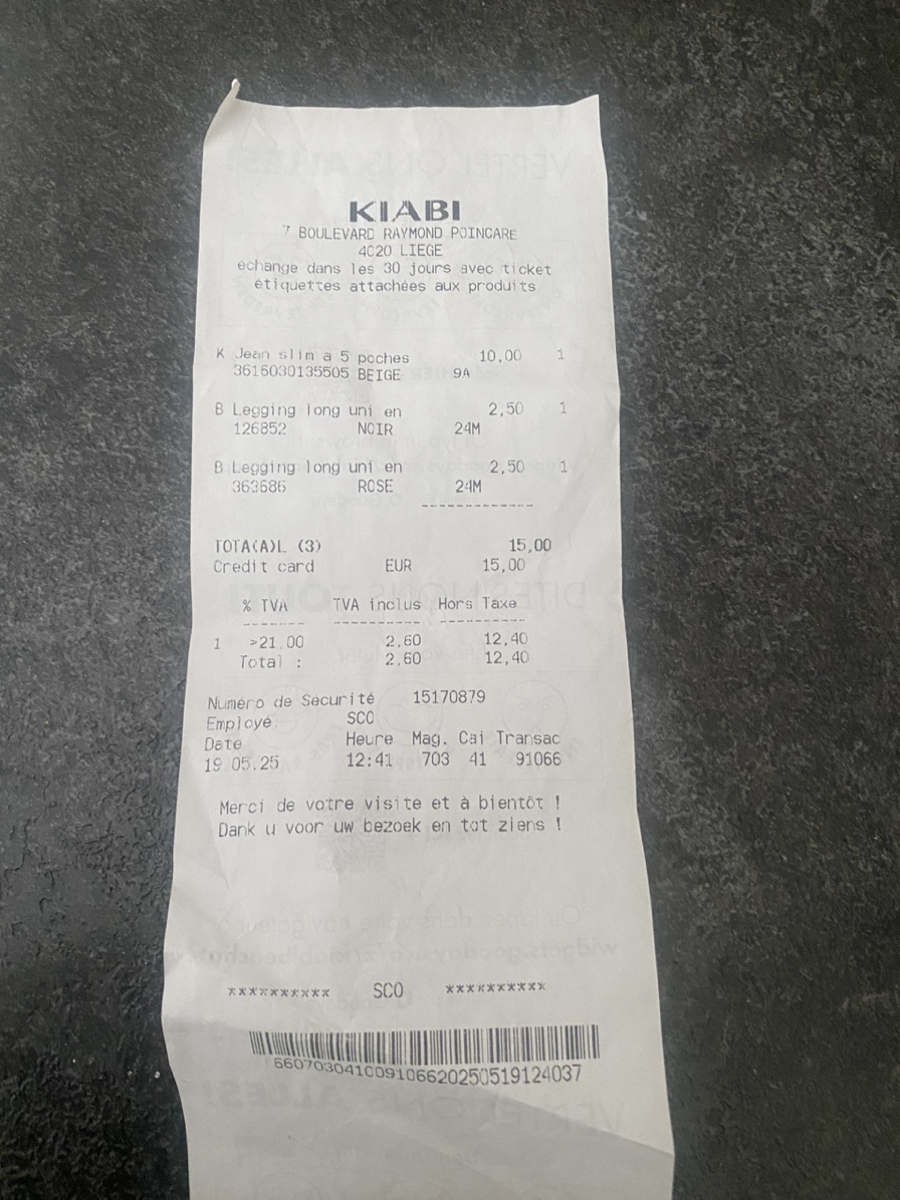 KIABI
7 BOULEVARD RAYMOND POINCARE
4020 LIEGE
échange dans les 30 jours avec ticket
étiquettes attachées aux produits
K Jean slim a 5 poches 10,00 1
3616030135505 BEIGE 9A
B Legging long uni en 2,50 1
126852 NOIR 24M
B Legging long uni en 2,50 1
363686 ROSE 24M
------------
TOTA(A)L (3) 15,00
Credit card EUR 15,00
% TVA TVA inclus Hors Taxe
------- ---------- ----------
1 >21,00 2,60 12,40
Total : 2,60 12,40
Numéro de Sécurité 15170879
Employé: SCO
Date Heure Mag. Cai Transac
19.05.25 12:41 703 41 91066
Merci de votre visite et à bientôt !
Dank u voor uw bezoek en tot ziens !
********** SCO **********
660703041009106620250519124037